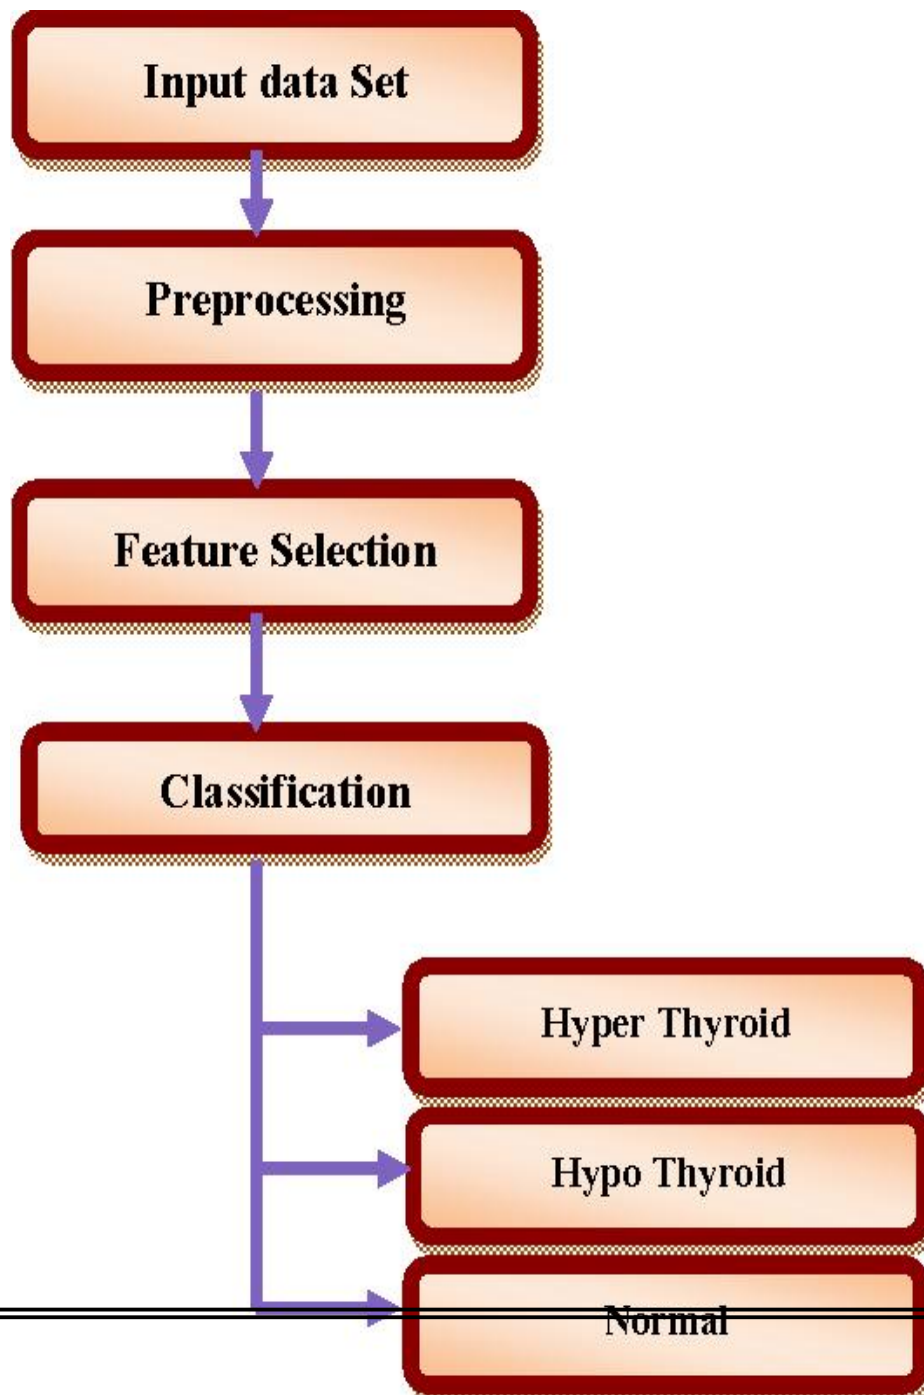 Input data Set
Preprocessing
Feature Selection
Classification
Hyper Thyroid
Hypo Thyroid
Normal